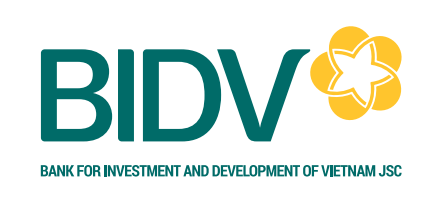 BIDV
BANK FOR INVESTMENT AND DEVELOPMENT OF VIETNAM JSC